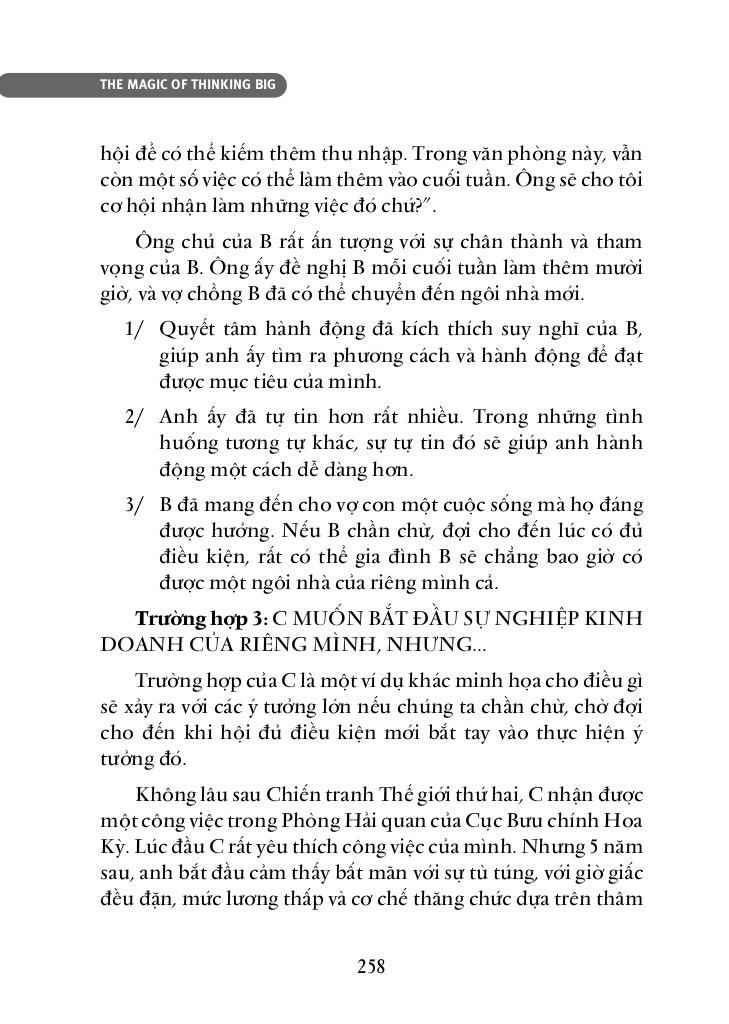 THE MAGIC OF THINKING BIG
hội để có thể kiếm thêm thu nhập. Trong văn phòng này, vẫn
còn một số việc có thể làm thêm vào cuối tuần. Ông sẽ cho tôi
cơ hội nhận làm những việc đó chứ?”.
Ông chủ của B rất ấn tượng với sự chân thành và tham
vọng của B. Ông ấy đề nghị B mỗi cuối tuần làm thêm mười
giờ, và vợ chồng B đã có thể chuyển đến ngôi nhà mới.
1/ Quyết tâm hành động đã kích thích suy nghĩ của B,
giúp anh ấy tìm ra phương cách và hành động để đạt
được mục tiêu của mình.
2/ Anh ấy đã tự tin hơn rất nhiều. Trong những tình
huống tương tự khác, sự tự tin đó sẽ giúp anh hành
động một cách dễ dàng hơn.
3/ B đã mang đến cho vợ con một cuộc sống mà họ đáng
được hưởng. Nếu B chần chừ, đợi cho đến lúc có đủ
điều kiện, rất có thể gia đình B sẽ chẳng bao giờ có
được một ngôi nhà của riêng mình cả.
Trường hợp 3: C MUỐN BẮT ĐẦU SỰ NGHIỆP KINH
DOANH CỦA RIÊNG MÌNH, NHƯNG...
Trường hợp của C là một ví dụ khác minh họa cho điều gì
sẽ xảy ra với các ý tưởng lớn nếu chúng ta chần chừ, chờ đợi
cho đến khi hội đủ điều kiện mới bắt tay vào thực hiện ý
tưởng đó.
Không lâu sau Chiến tranh Thế giới thứ hai, C nhận được
một công việc trong Phòng Hải quan của Cục Bưu chính Hoa
Kỳ. Lúc đầu C rất yêu thích công việc của mình. Nhưng 5 năm
sau, anh bắt đầu cảm thấy bất mãn với sự tù túng, với giờ giấc
đều đặn, mức lương thấp và cơ chế thăng chức dựa trên thâm
258